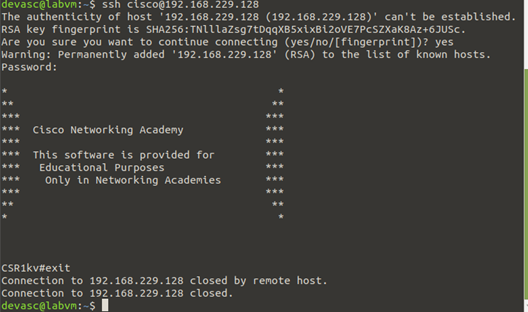 devasc@labvm:~$ ssh cisco@192.168.229.128
The authenticity of host '192.168.229.128 (192.168.229.128)' can't be established.
RSA key fingerprint is SHA256:TNlllaZsg7tDqqXB5xixBi2oVE7PcSZXaK8Az+6JUSc.
Are you sure you want to continue connecting (yes/no/[fingerprint])? yes
Warning: Permanently added '192.168.229.128' (RSA) to the list of known hosts.
Password:
*                                           *
**                                         **
***                                       ***
***  Cisco Networking Academy             ***
***                                       ***
***  This software is provided for        ***
***   Educational Purposes                ***
***    Only in Networking Academies       ***
***                                       ***
**                                         **
*                                           *
CSR1kv#exit
Connection to 192.168.229.128 closed by remote host.
Connection to 192.168.229.128 closed.
devasc@labvm:~$